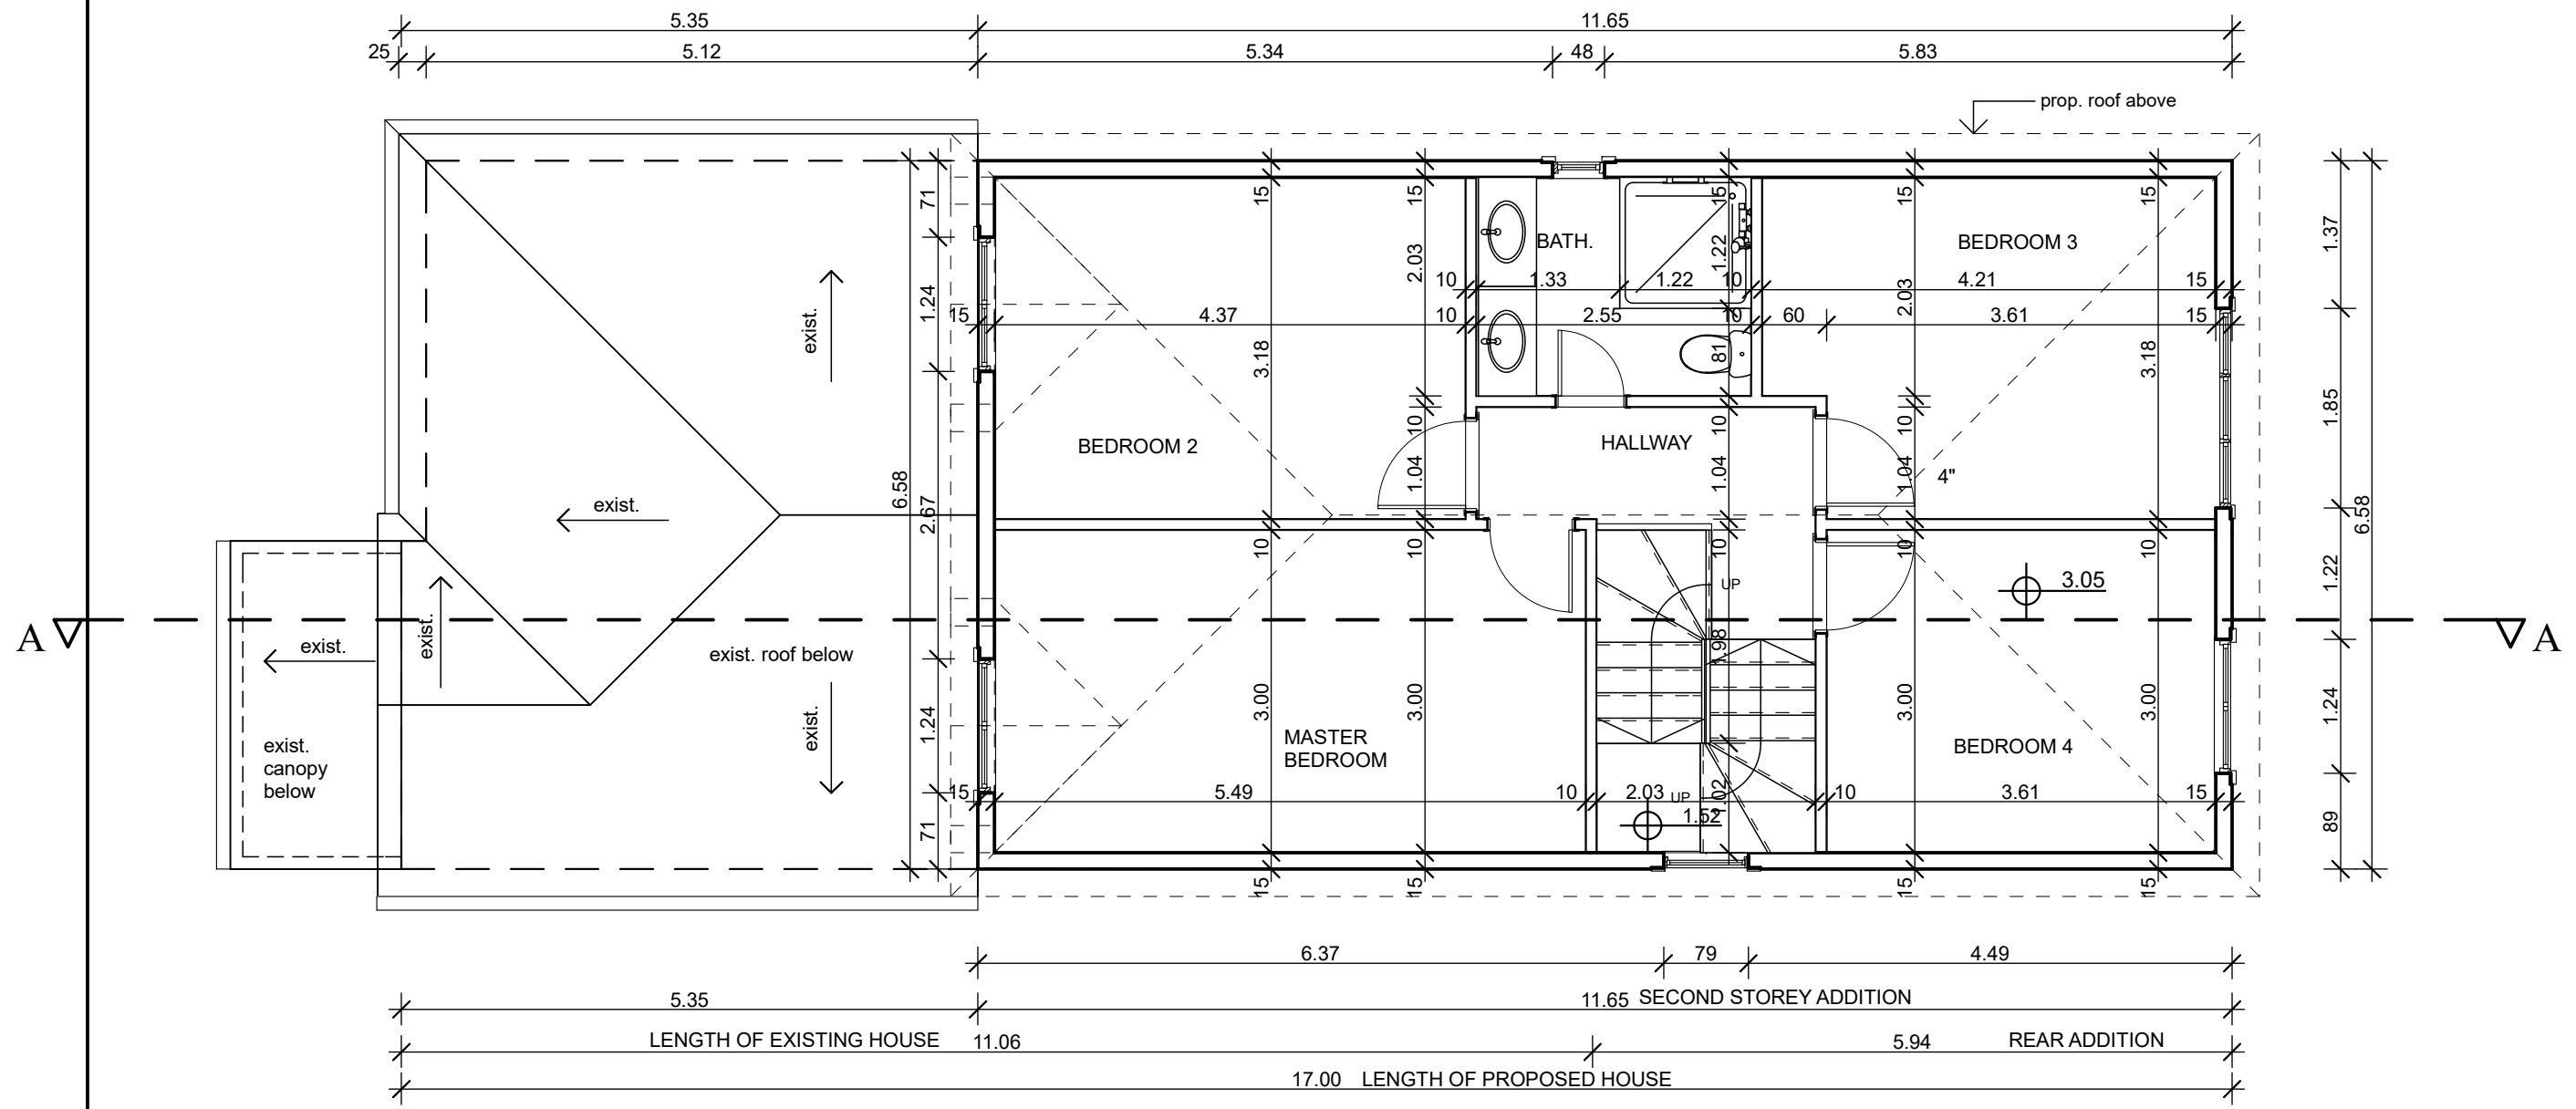 5.35 11.65
25 5.12 5.34 48 5.83
prop. roof above
71
15 15 15 15 15
1.37
BATH.
BEDROOM 3
2.03 1.22
10 1.33 1.22 10 4.21 15
1.24
2.03
15 4.37 10 2.55 10 60 3.61 15
exist.
3.18 81 3.18
1.85
10 10 10
BEDROOM 2
HALLWAY
1.04 1.04 1.04
4"
6.58
2.67
exist.
6.58
10 10 10 10 10
UP
3.05
1.22
A A
exist.
exist.
exist. roof below
1.98
3.00 3.00 3.00 3.00
1.24
1.24
exist.
MASTER
BEDROOM
BEDROOM 4
exist.
canopy
below
15 5.49 10 2.03 UP 1.02 10 3.61 15
1.52
71
89
15 15 15 15
6.37 79 4.49
5.35 11.65 SECOND STOREY ADDITION
LENGTH OF EXISTING HOUSE 11.06 5.94 REAR ADDITION
17.00 LENGTH OF PROPOSED HOUSE